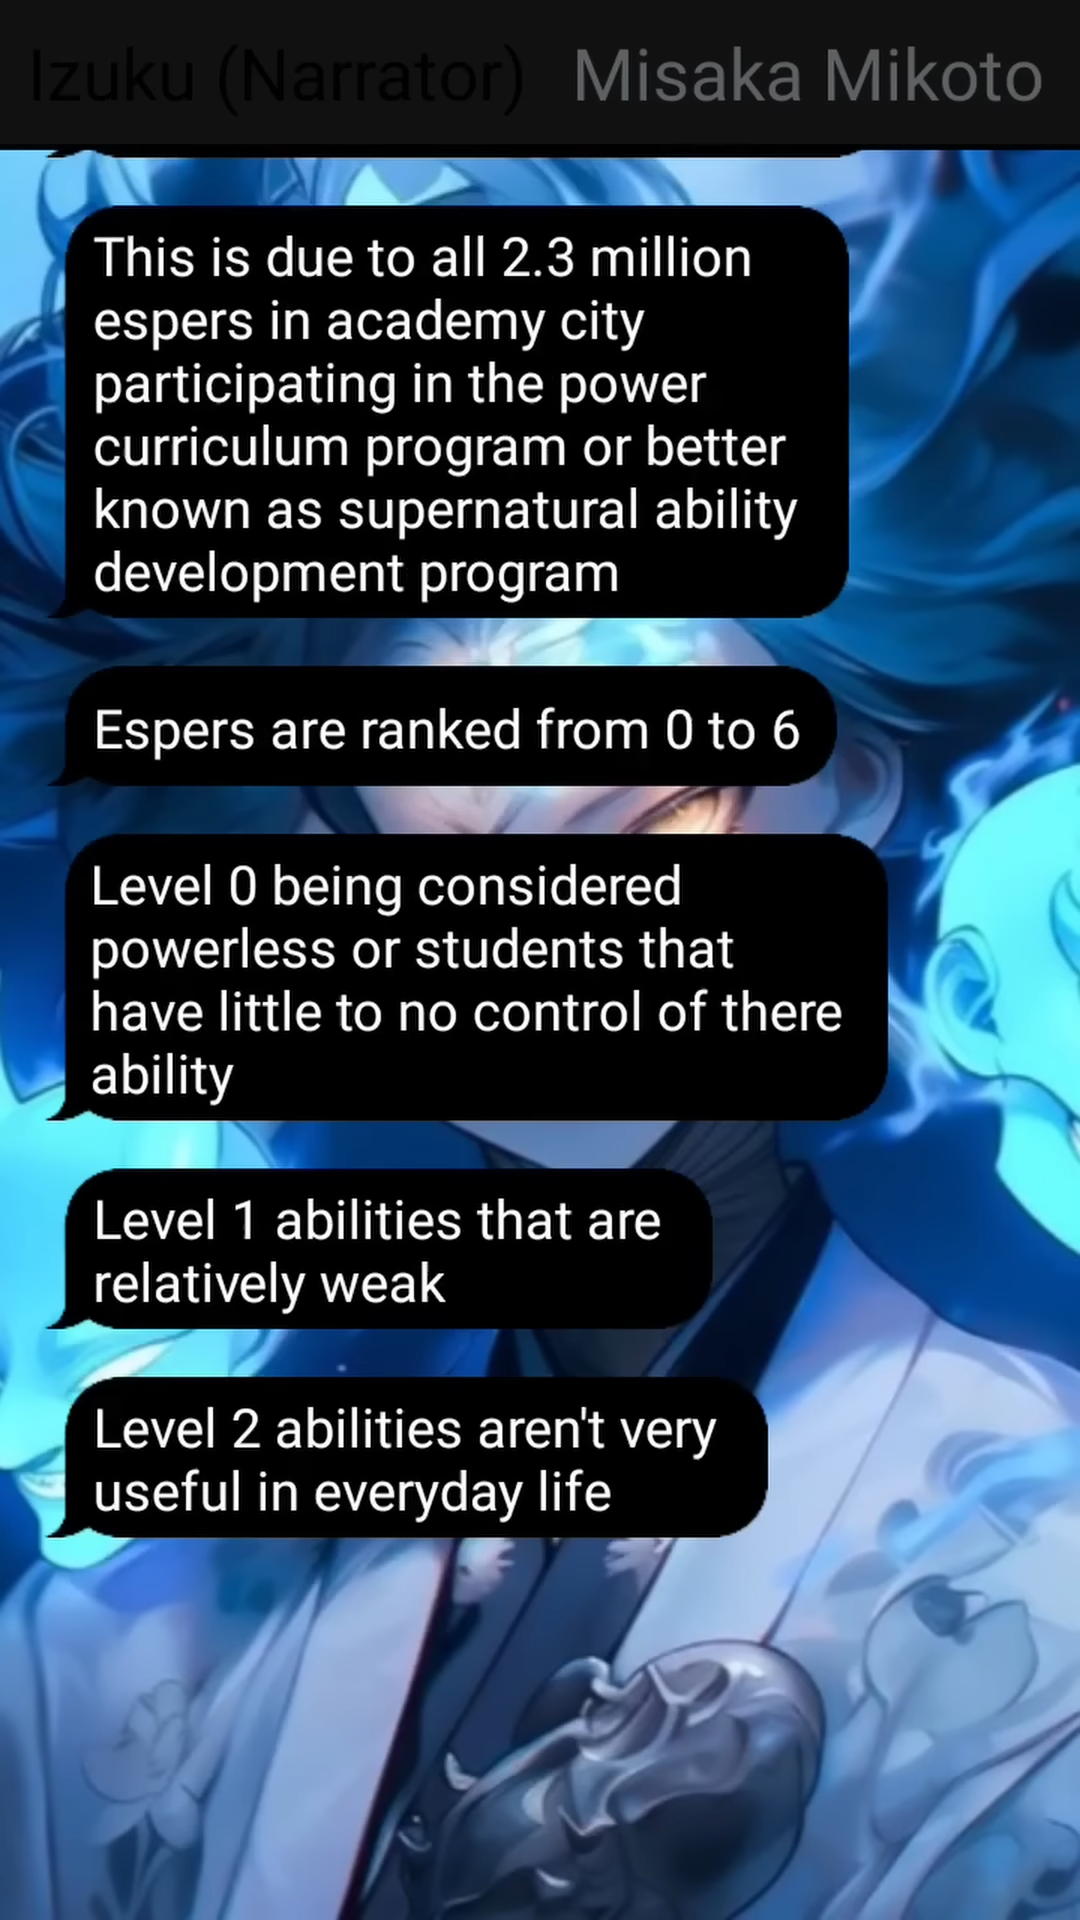 Izuku (Narrator) Misaka Mikoto
This is due to all 2.3 million
espers in academy city
participating in the power
curriculum program or better
known as supernatural ability
development program
Espers are ranked from 0 to 6
Level 0 being considered
powerless or students that
have little to no control of there
ability
Level 1 abilities that are
relatively weak
Level 2 abilities aren't very
useful in everyday life